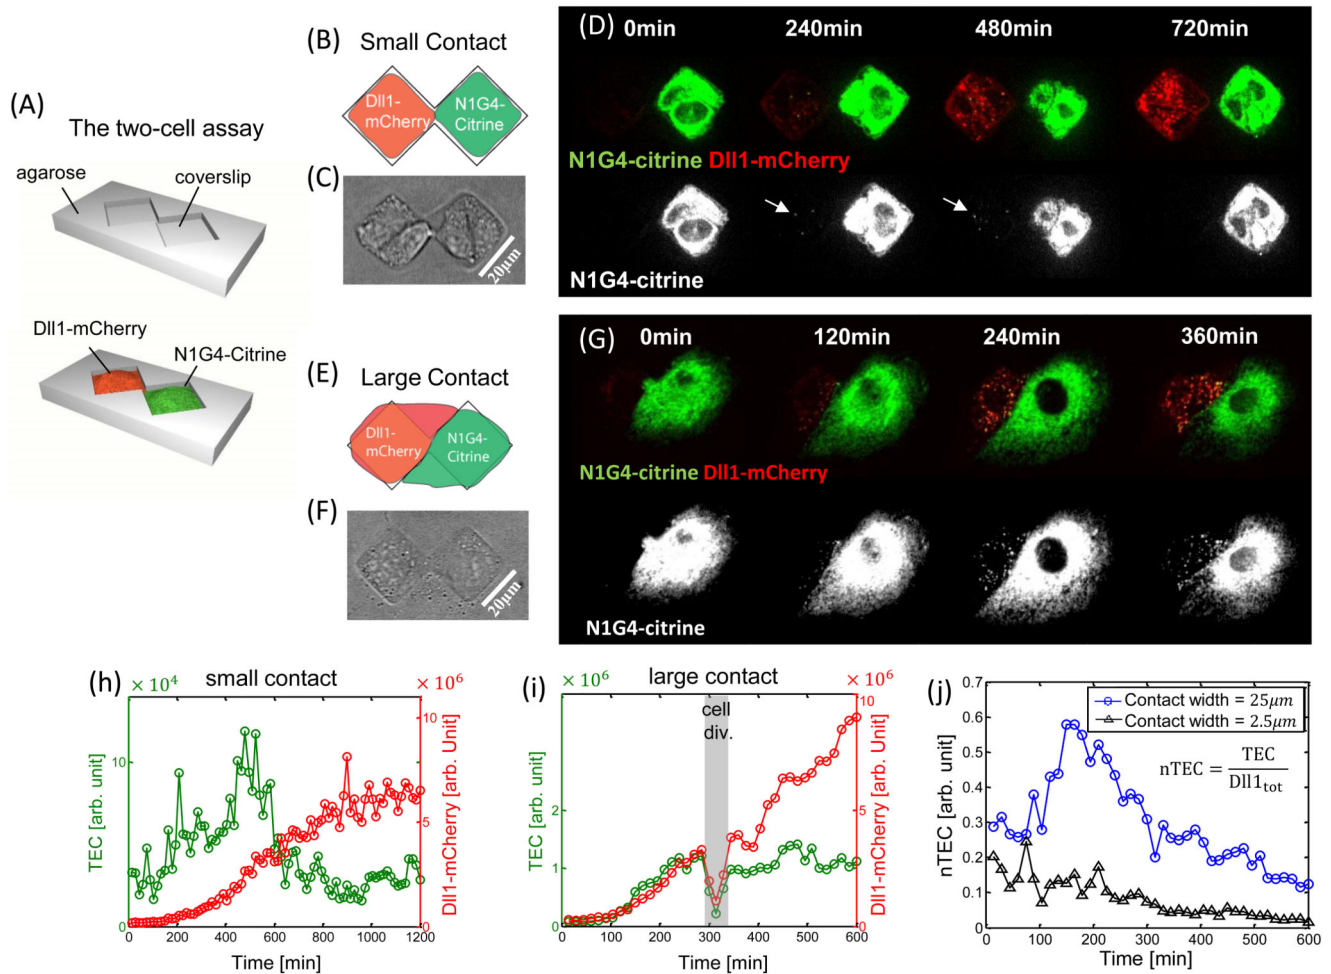 (A)
The two-cell assay
agarose
coverslip
Dll1-mCherry
N1G4-Citrine
(B)
Small Contact
Dll1-
mCherry
N1G4-
Citrine
(C)
20µm
(D)
0min
240min
480min
720min
N1G4-citrine Dll1-mCherry
N1G4-citrine
(E)
Large Contact
Dll1-
mCherry
N1G4-
Citrine
(F)
20µm
(G)
0min
120min
240min
360min
N1G4-citrine Dll1-mCherry
N1G4-citrine
(h)
× 10⁴
small contact
× 10⁶
TEC [arb. unit]
10
0
Dll1-mCherry [arb. Unit]
10
5
0
0 200 400 600 800 1000 1200
Time [min]
(i)
× 10⁶
large contact
× 10⁶
cell
div.
TEC [arb. unit]
2
1
0
Dll1-mCherry [arb. Unit]
10
5
0
0 100 200 300 400 500 600
Time [min]
(j)
nTEC [arb. unit]
0.7
0.6
0.5
0.4
0.3
0.2
0.1
0
Contact width = 25µm
Contact width = 2.5µm
nTEC = TEC
Dll1tot
0 100 200 300 400 500 600
Time [min]